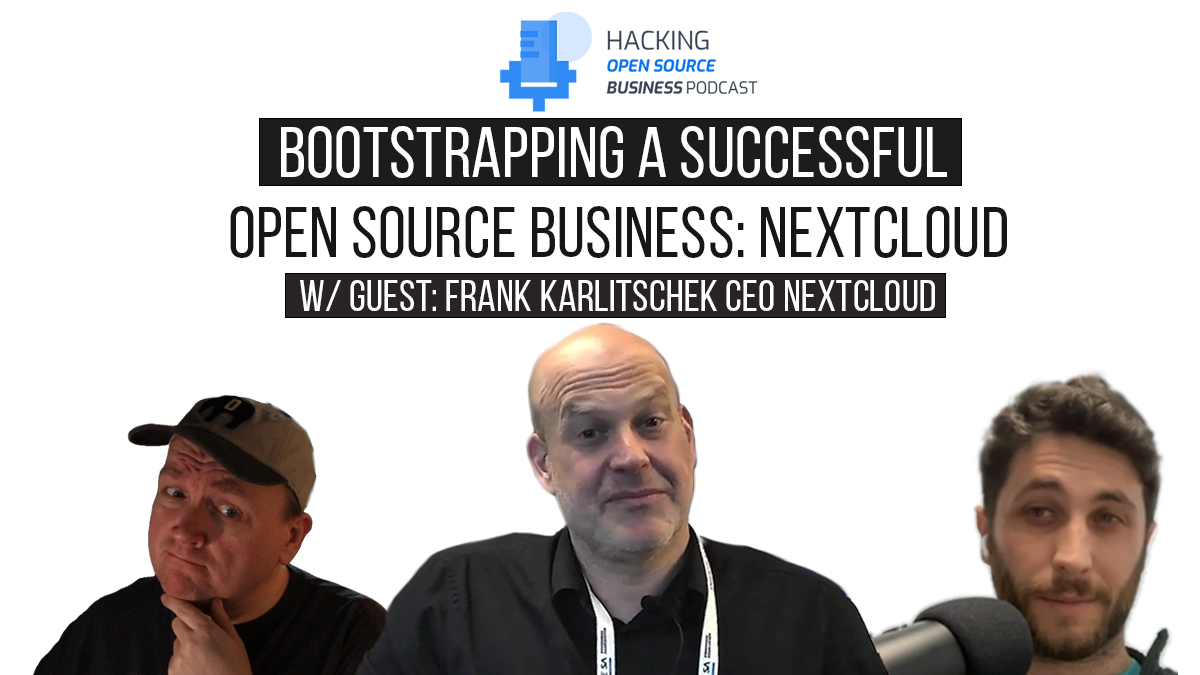 HACKING
OPEN SOURCE
BUSINESS PODCAST
BOOTSTRAPPING A SUCCESSFUL
OPEN SOURCE BUSINESS: NEXTCLOUD
W/ GUEST: FRANK KARLITSCHEK CEO NEXTCLOUD